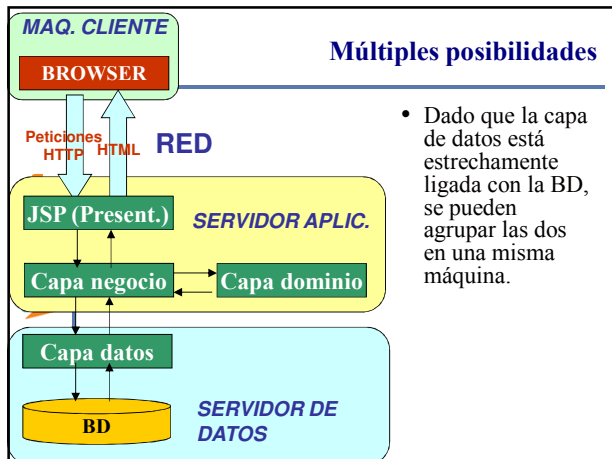 MAQ. CLIENTE
BROWSER
Múltiples posibilidades
Peticiones
HTTP
HTML
RED
• Dado que la capa
de datos está
estrechamente
ligada con la BD,
se pueden
agrupar las dos
en una misma
máquina.
JSP (Present.)
SERVIDOR APLIC.
Capa negocio
Capa dominio
Capa datos
BD
SERVIDOR DE
DATOS